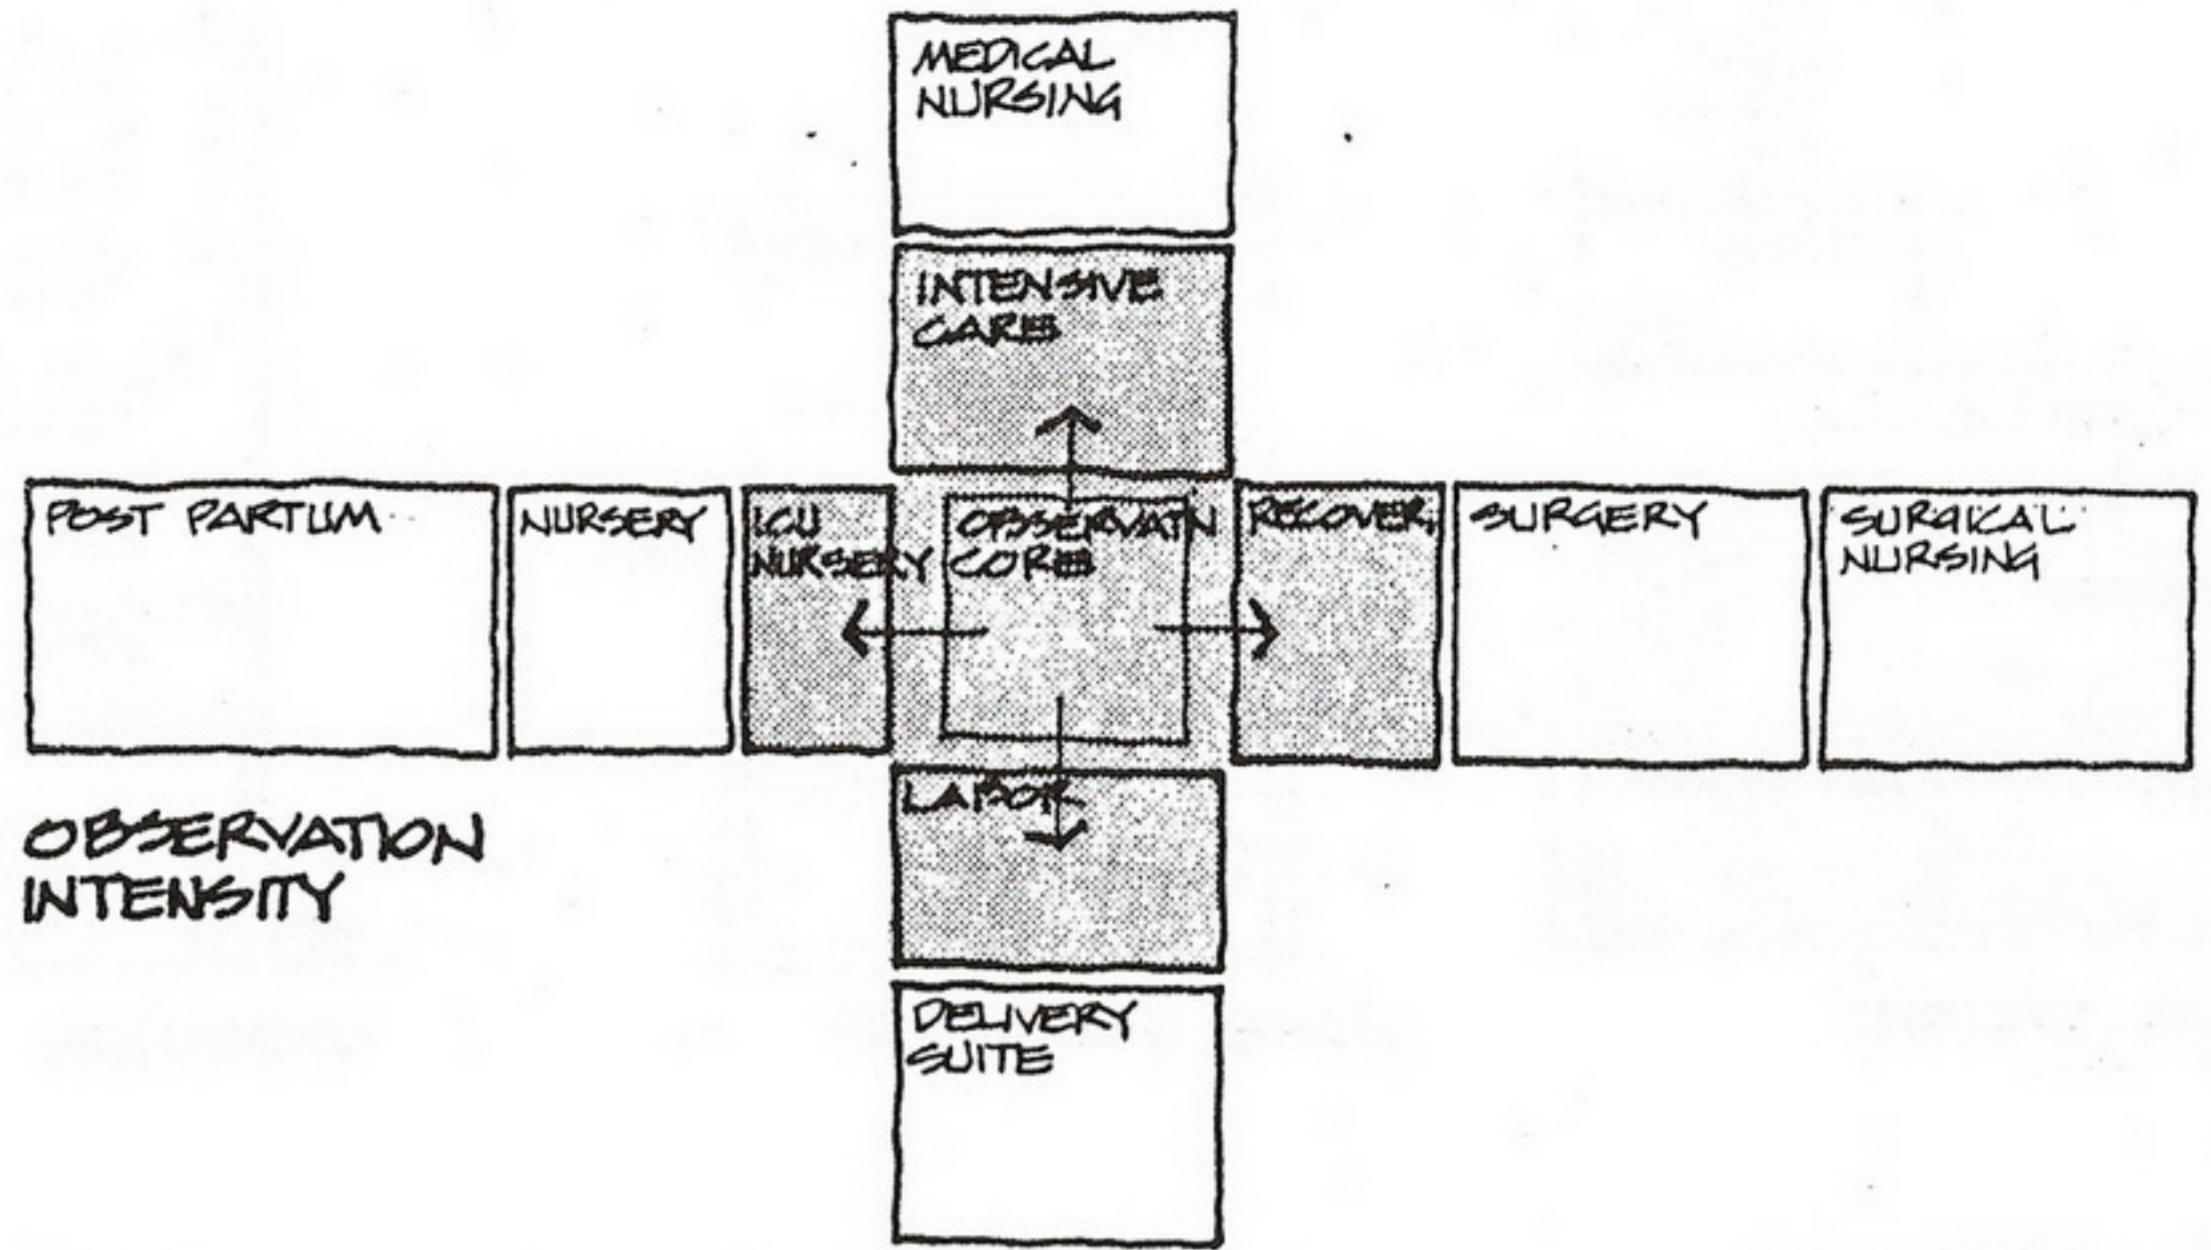 MEDICAL
NURSING
INTENSIVE
CARE
POST PARTUM
NURSERY
ICU
NURSERY
OBSERVATN
CORE
RECOVERY
SURGERY
SURGICAL
NURSING
OBSERVATION
INTENSITY
LABOR
DELIVERY
SUITE